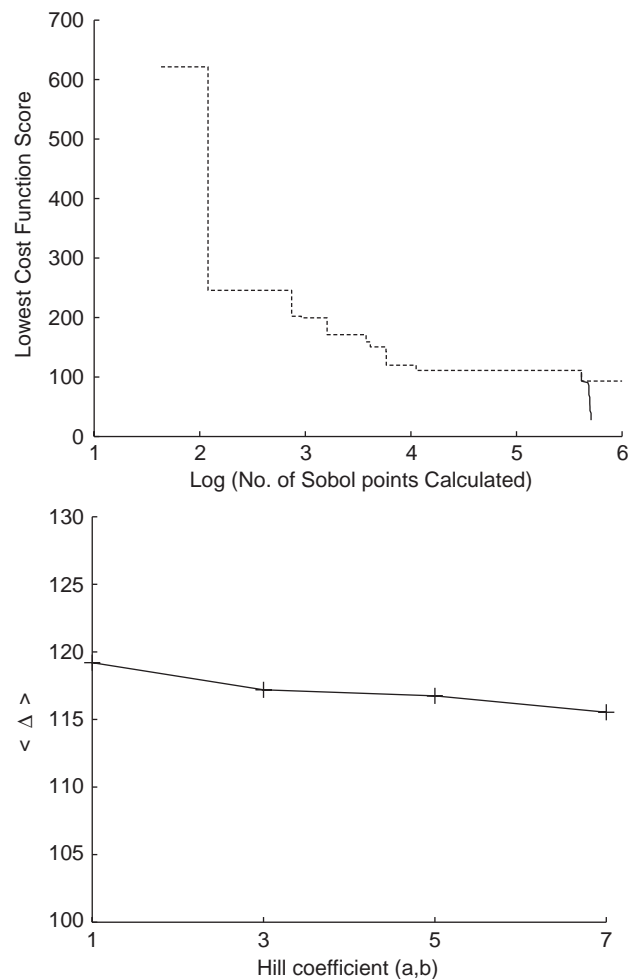 700
600
500
400
300
200
100
0
1 2 3 4 5 6
Lowest Cost Function Score
Log (No. of Sobol points Calculated)
130
125
120
115
110
105
100
1 3 5 7
< Δ >
Hill coefficient (a,b)